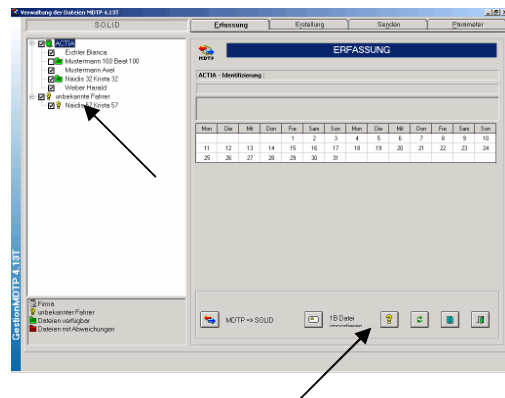 Verwaltung der Dateien MDTP 4.13T
SOLID
Erfassung
Erstellung
Senden
Parameter
ACTIA
Eichler Bianca
Mustermann 100 Beat 100
Mustermann Axel
Naidis 32 Krista 32
Weber Harald
unbekannte Fahrer
Naidis 57 Krista 57
MDTP
ERFASSUNG
ACTIA - Identifizierung :
Mon Die Mit Don Fre Sam Son Mon Die Mit Don Fre Sam Son
1 2 3 4 5 6 7 8 9 10
11 12 13 14 15 16 17 18 19 20 21 22 23 24
25 26 27 28 29 30 31
GestionMDTP 4.13T
Firma
unbekannter Fahrer
Dateien verfügbar
Dateien mit Abweichungen
MDTP <-> SOLID
1B Datei
importieren